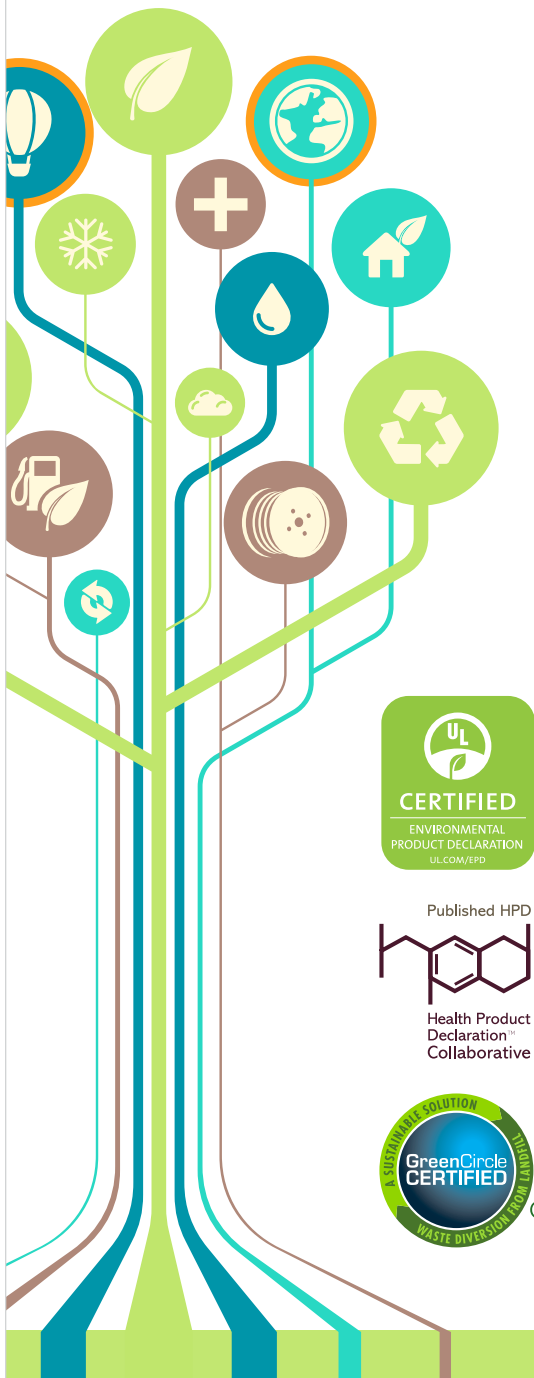 UL
CERTIFIED
ENVIRONMENTAL
PRODUCT DECLARATION
UL.COM/EPD
Published HPD
Health Product
Declaration™
Collaborative
A SUSTAINABLE SOLUTION
GreenCircle
CERTIFIED
WASTE DIVERSION FROM LANDFILL